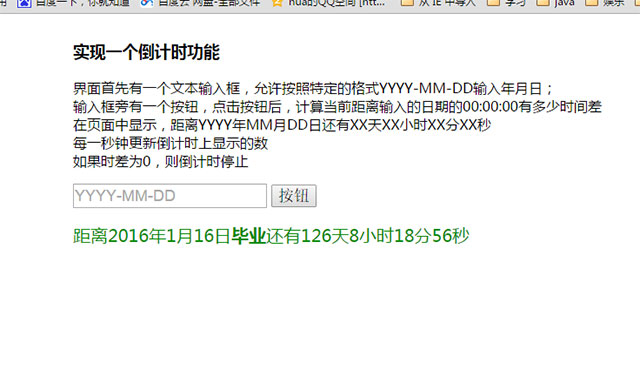 百度一下，你就知道 百度云 网盘-全部文件 hua的QQ空间 [htt... 从 IE 中导入 学习 java 娱乐
实现一个倒计时功能
界面首先有一个文本输入框，允许按照特定的格式YYYY-MM-DD输入年月日；
输入框旁有一个按钮，点击按钮后，计算当前距离输入的日期的00:00:00有多少时间差
在页面中显示，距离YYYY年MM月DD日还有XX天XX小时XX分XX秒
每一秒钟更新倒计时上显示的数
如果时差为0，则倒计时停止
YYYY-MM-DD 按钮
距离2016年1月16日毕业还有126天8小时18分56秒